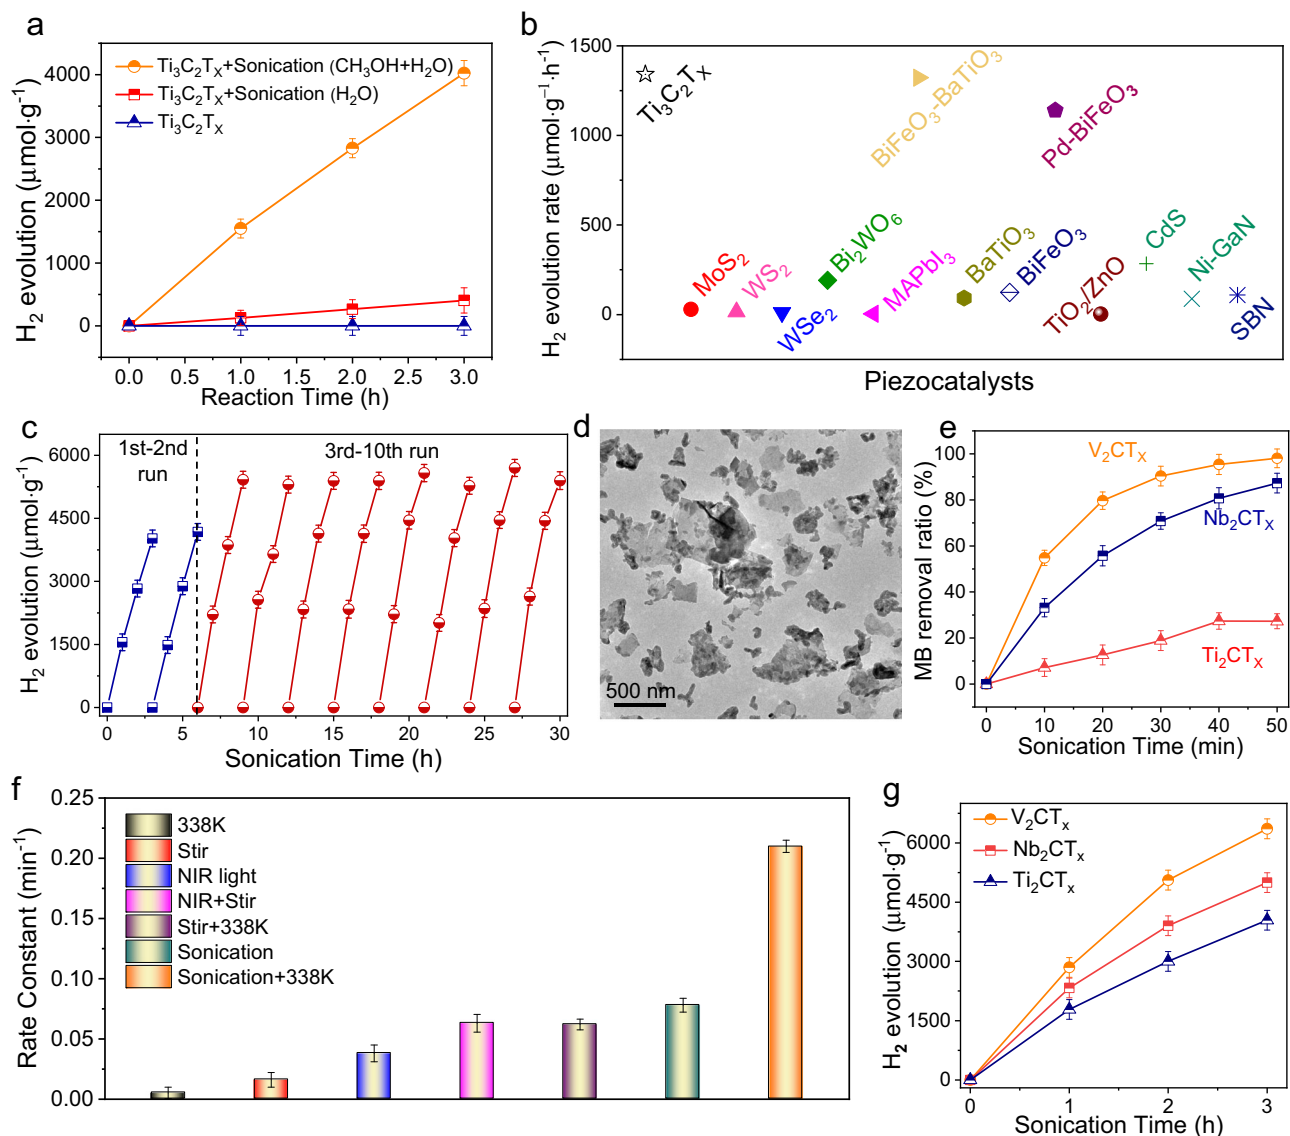 a
H₂ evolution (μmol·g⁻¹)
4000
3000
2000
1000
0
Ti₃C₂Tₓ+Sonication (CH₃OH+H₂O)
Ti₃C₂Tₓ+Sonication (H₂O)
Ti₃C₂Tₓ
0.0 0.5 1.0 1.5 2.0 2.5 3.0
Reaction Time (h)
b
H₂ evolution rate (μmol·g⁻¹·h⁻¹)
1500
1000
500
0
Ti₃C₂Tₓ
MoS₂
WS₂
WSe₂
Bi₂WO₆
MAPbI₃
BiFeO₃-BaTiO₃
BaTiO₃
BiFeO₃
Pd-BiFeO₃
TiO₂/ZnO
CdS
Ni-GaN
SBN
Piezocatalysts
c
H₂ evolution (μmol·g⁻¹)
6000
4500
3000
1500
0
1st-2nd
run
3rd-10th run
0 5 10 15 20 25 30
Sonication Time (h)
d
500 nm
e
MB removal ratio (%)
100
80
60
40
20
0
V₂CTₓ
Nb₂CTₓ
Ti₂CTₓ
0 10 20 30 40 50
Sonication Time (min)
f
Rate Constant (min⁻¹)
0.25
0.20
0.15
0.10
0.05
0.00
338K
Stir
NIR light
NIR+Stir
Stir+338K
Sonication
Sonication+338K
g
H₂ evolution (μmol·g⁻¹)
6000
4500
3000
1500
0
V₂CTₓ
Nb₂CTₓ
Ti₂CTₓ
0 1 2 3
Sonication Time (h)